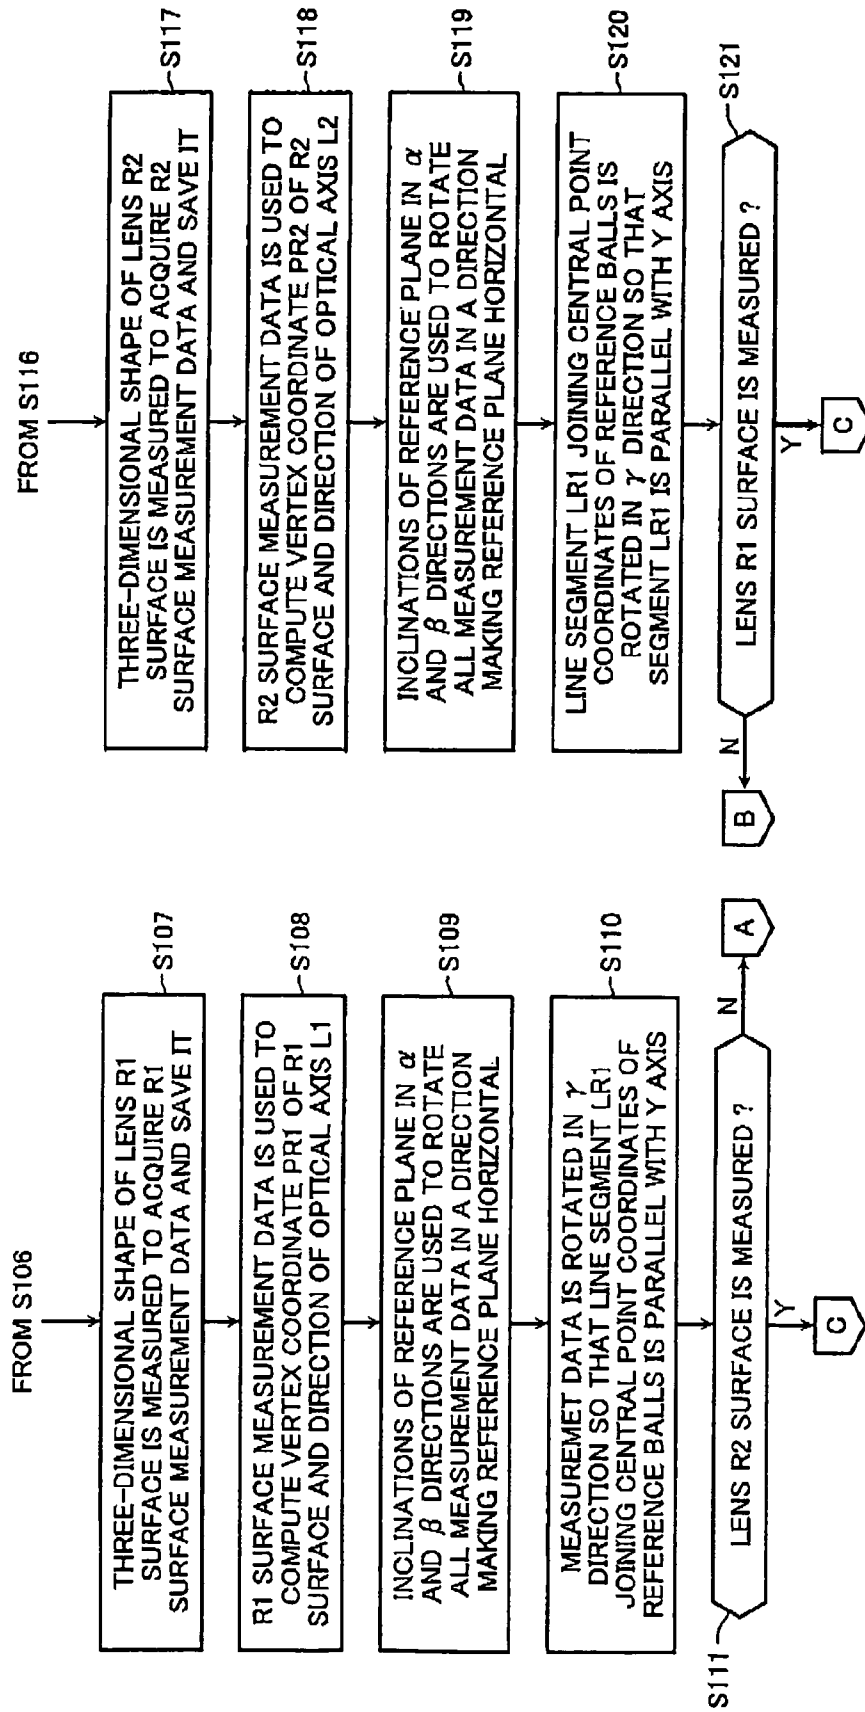 FROM S106
THREE-DIMENSIONAL SHAPE OF LENS R1
SURFACE IS MEASURED TO ACQUIRE R1
SURFACE MEASUREMENT DATA AND SAVE IT
S107
R1 SURFACE MEASUREMENT DATA IS USED TO
COMPUTE VERTEX COORDINATE PR1 OF R1
SURFACE AND DIRECTION OF OPTICAL AXIS L1
S108
INCLINATIONS OF REFERENCE PLANE IN α
AND β DIRECTIONS ARE USED TO ROTATE
ALL MEASUREMENT DATA IN A DIRECTION
MAKING REFERENCE PLANE HORIZONTAL
S109
MEASUREMET DATA IS ROTATED IN γ
DIRECTION SO THAT LINE SEGMENT LR1
JOINING CENTRAL POINT COORDINATES OF
REFERENCE BALLS IS PARALLEL WITH Y AXIS
S110
S111
LENS R2 SURFACE IS MEASURED ?
N
A
Y
C
FROM S116
THREE-DIMENSIONAL SHAPE OF LENS R2
SURFACE IS MEASURED TO ACQUIRE R2
SURFACE MEASUREMENT DATA AND SAVE IT
S117
R2 SURFACE MEASUREMENT DATA IS USED TO
COMPUTE VERTEX COORDINATE PR2 OF R2
SURFACE AND DIRECTION OF OPTICAL AXIS L2
S118
INCLINATIONS OF REFERENCE PLANE IN α
AND β DIRECTIONS ARE USED TO ROTATE
ALL MEASUREMENT DATA IN A DIRECTION
MAKING REFERENCE PLANE HORIZONTAL
S119
LINE SEGMENT LR1 JOINING CENTRAL POINT
COORDINATES OF REFERENCE BALLS IS
ROTATED IN γ DIRECTION SO THAT
SEGMENT LR1 IS PARALLEL WITH Y AXIS
S120
LENS R1 SURFACE IS MEASURED ?
S121
N
B
Y
C